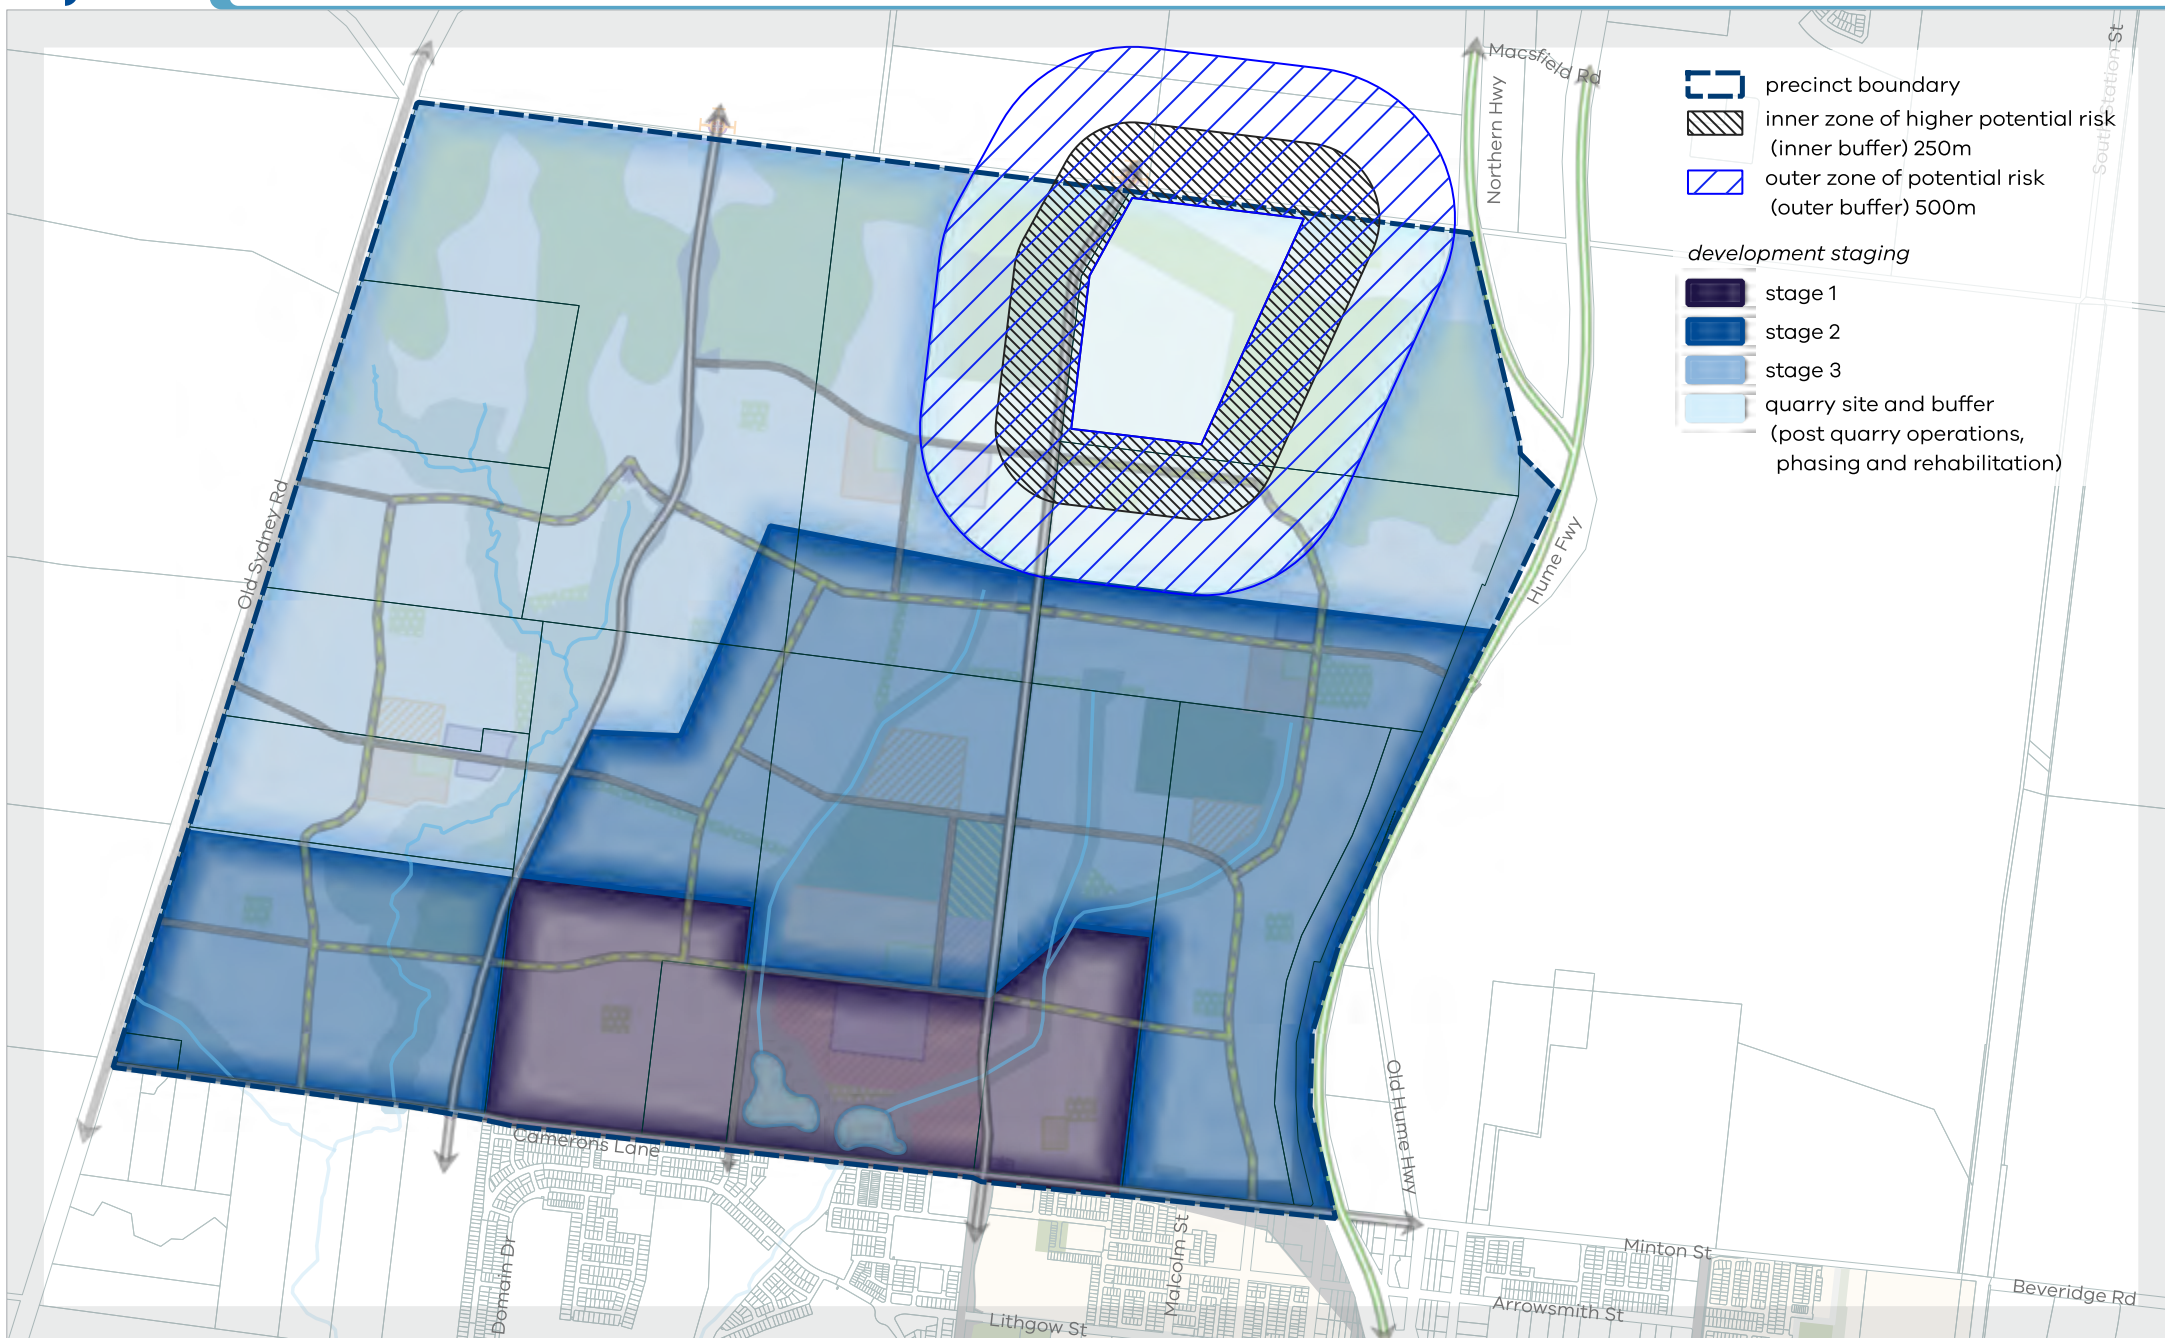 Macsfield Rd
Northern Hwy
South Station St
precinct boundary
inner zone of higher potential risk
(inner buffer) 250m
outer zone of potential risk
(outer buffer) 500m
development staging
stage 1
stage 2
stage 3
quarry site and buffer
(post quarry operations,
phasing and rehabilitation)
Old Sydney Rd
Hume Fwy
Old Hume Hwy
Camerons Lane
Domain Dr
Malcolm St
Lithgow St
Minton St
Arrowsmith St
Beveridge Rd